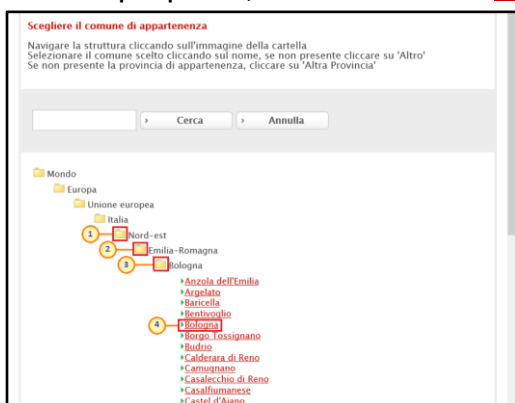 Scegliere il comune di appartenenza
Navigare la struttura cliccando sull'immagine della cartella
Selezionare il comune scelto cliccando sul nome, se non presente cliccare su 'Altro'
Se non presente la provincia di appartenenza, cliccare su 'Altra Provincia'
› Cerca › Annulla
Mondo
Europa
Unione europea
Italia
1 Nord-est
2 Emilia-Romagna
3 Bologna
Anzola dell'Emilia
Argelato
Baricella
Bentivoglio
4 Bologna
Borgo Tossignano
Budrio
Calderara di Reno
Camugnano
Casalecchio di Reno
Casalfiumanese
Castel d'Aiano